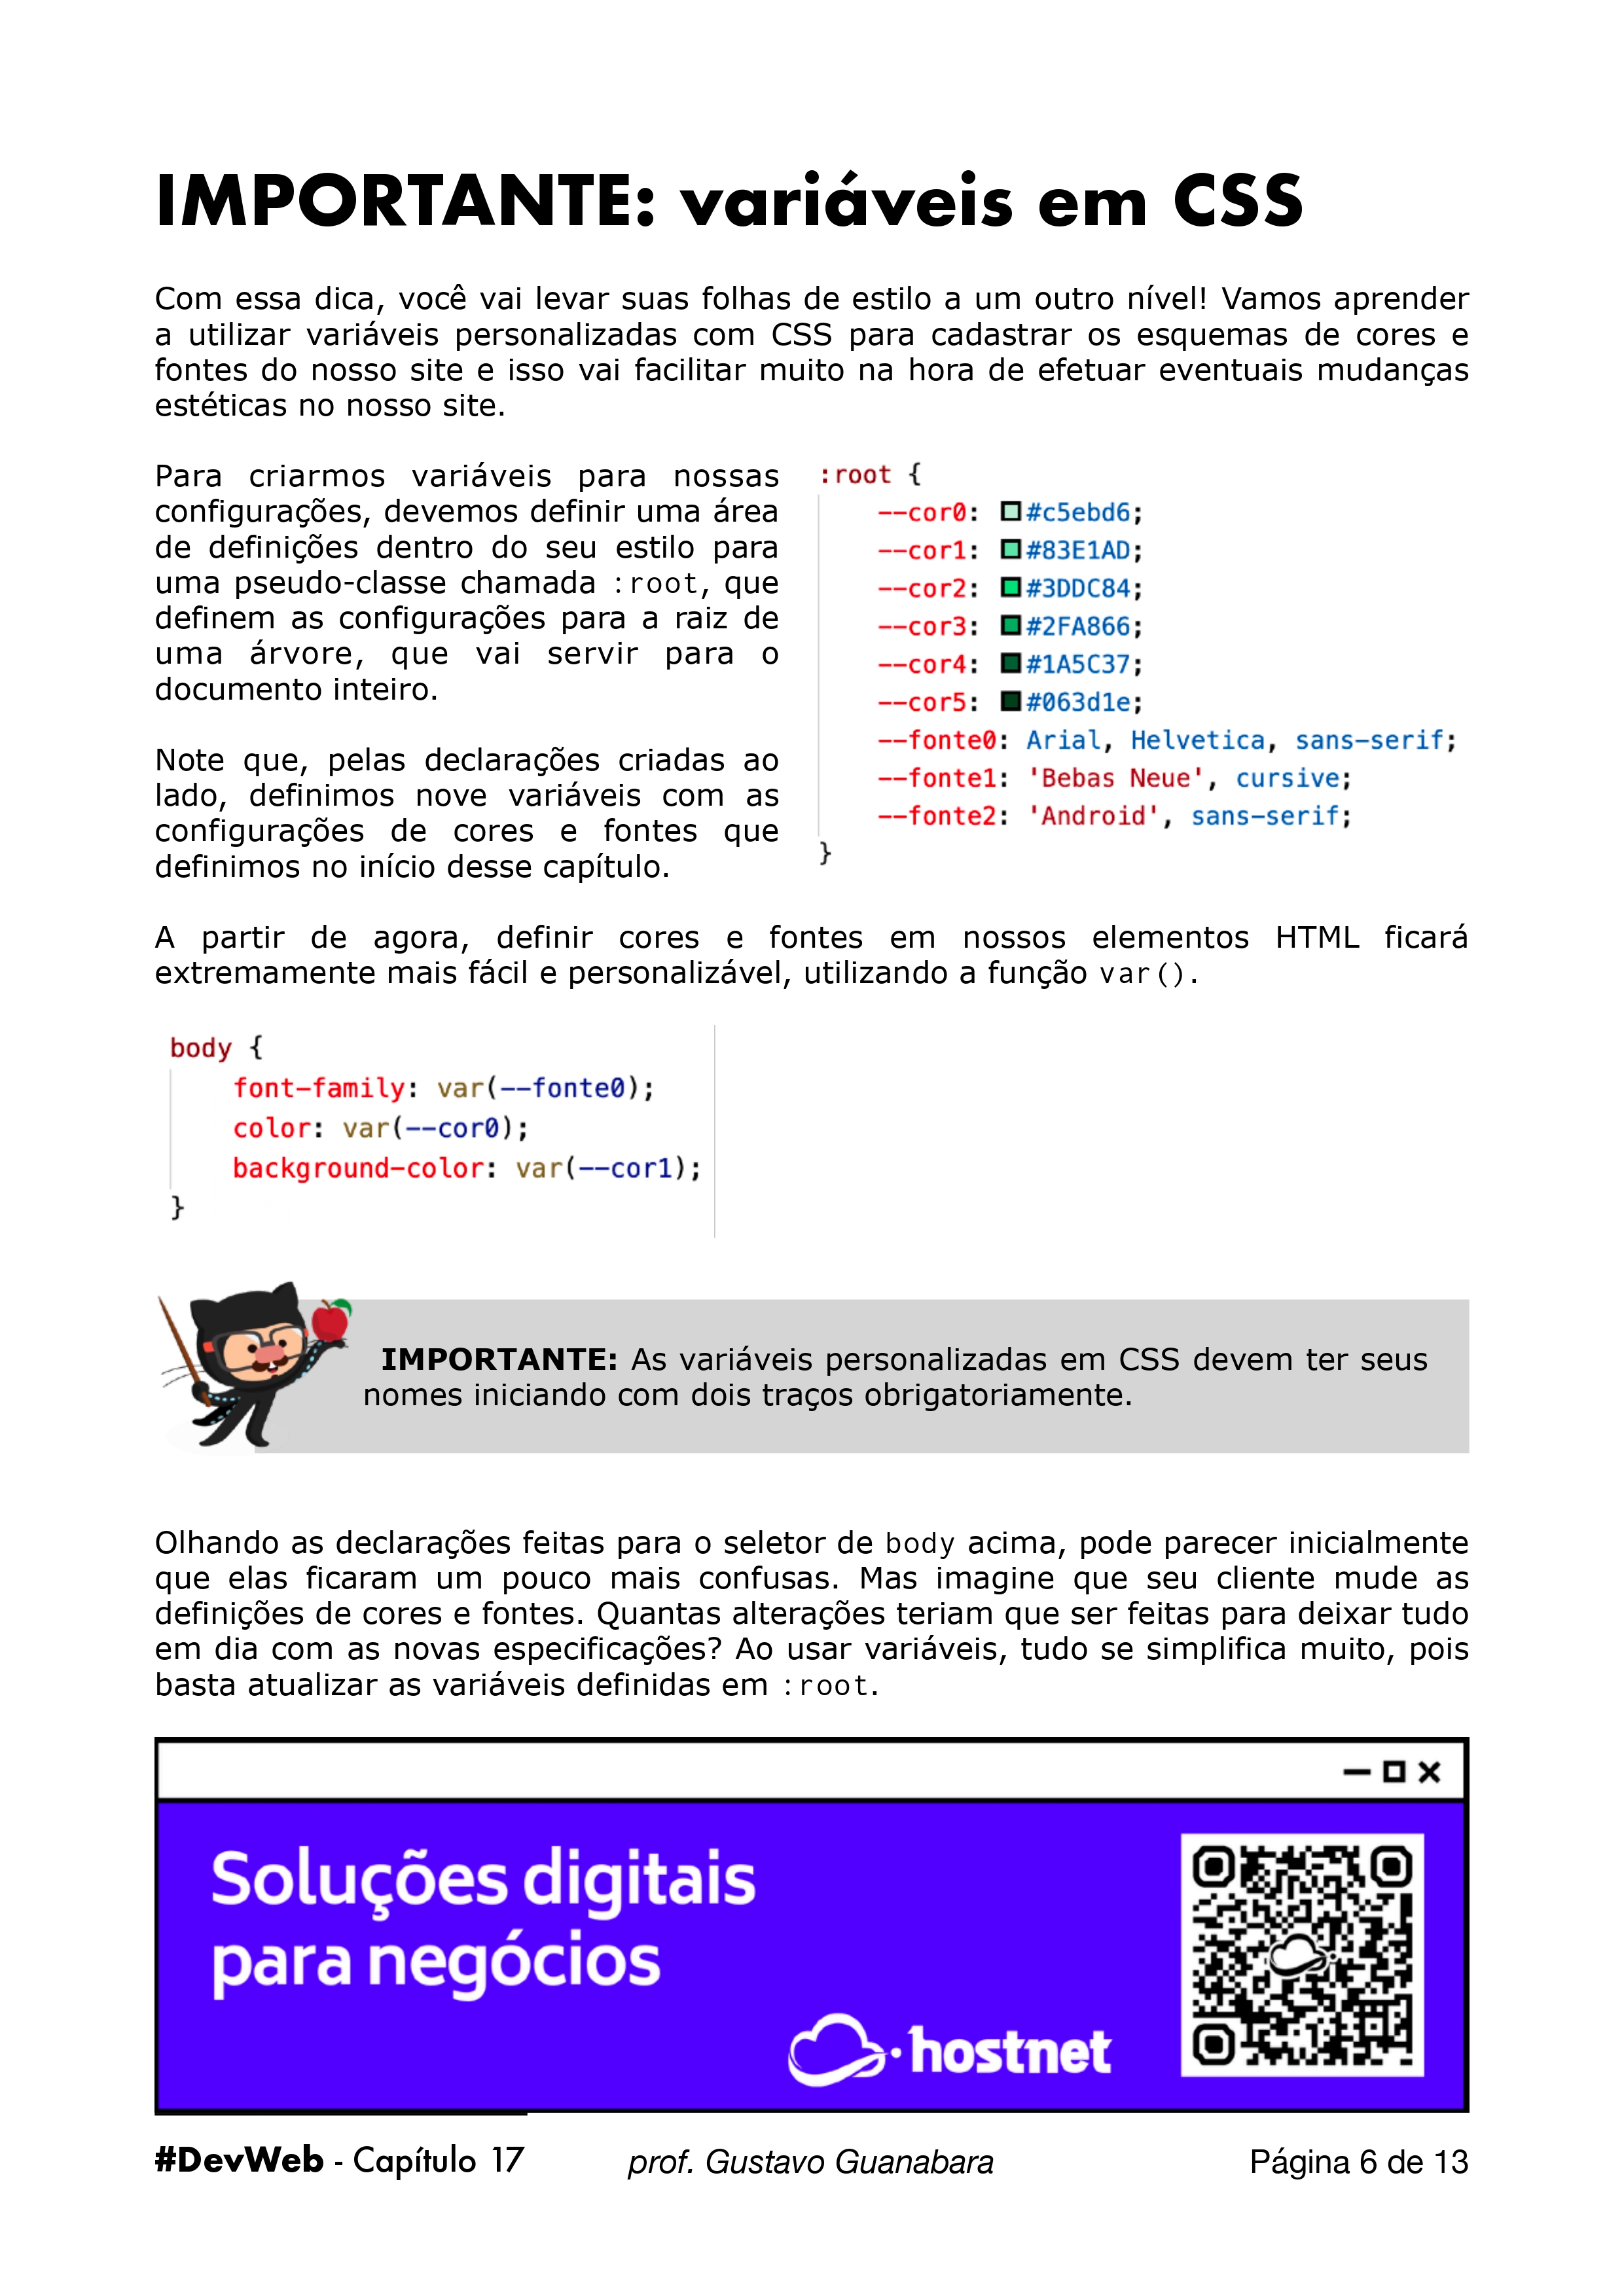 IMPORTANTE: variáveis em CSS
Com essa dica, você vai levar suas folhas de estilo a um outro nível! Vamos aprender
a utilizar variáveis personalizadas com CSS para cadastrar os esquemas de cores e
fontes do nosso site e isso vai facilitar muito na hora de efetuar eventuais mudanças
estéticas no nosso site.
Para criarmos variáveis para nossas
configurações, devemos definir uma área
de definições dentro do seu estilo para
uma pseudo-classe chamada :root, que
definem as configurações para a raiz de
uma árvore, que vai servir para o
documento inteiro.
Note que, pelas declarações criadas ao
lado, definimos nove variáveis com as
configurações de cores e fontes que
definimos no início desse capítulo.
:root {
--cor0: #c5ebd6;
--cor1: #83E1AD;
--cor2: #3DDC84;
--cor3: #2FA866;
--cor4: #1A5C37;
--cor5: #063d1e;
--fonte0: Arial, Helvetica, sans-serif;
--fonte1: 'Bebas Neue', cursive;
--fonte2: 'Android', sans-serif;
}
A partir de agora, definir cores e fontes em nossos elementos HTML ficará
extremamente mais fácil e personalizável, utilizando a função var().
body {
font-family: var(--fonte0);
color: var(--cor0);
background-color: var(--cor1);
}
IMPORTANTE: As variáveis personalizadas em CSS devem ter seus
nomes iniciando com dois traços obrigatoriamente.
Olhando as declarações feitas para o seletor de body acima, pode parecer inicialmente
que elas ficaram um pouco mais confusas. Mas imagine que seu cliente mude as
definições de cores e fontes. Quantas alterações teriam que ser feitas para deixar tudo
em dia com as novas especificações? Ao usar variáveis, tudo se simplifica muito, pois
basta atualizar as variáveis definidas em :root.
Soluções digitais
para negócios
hostnet
#DevWeb - Capítulo 17 prof. Gustavo Guanabara Página 6 de 13